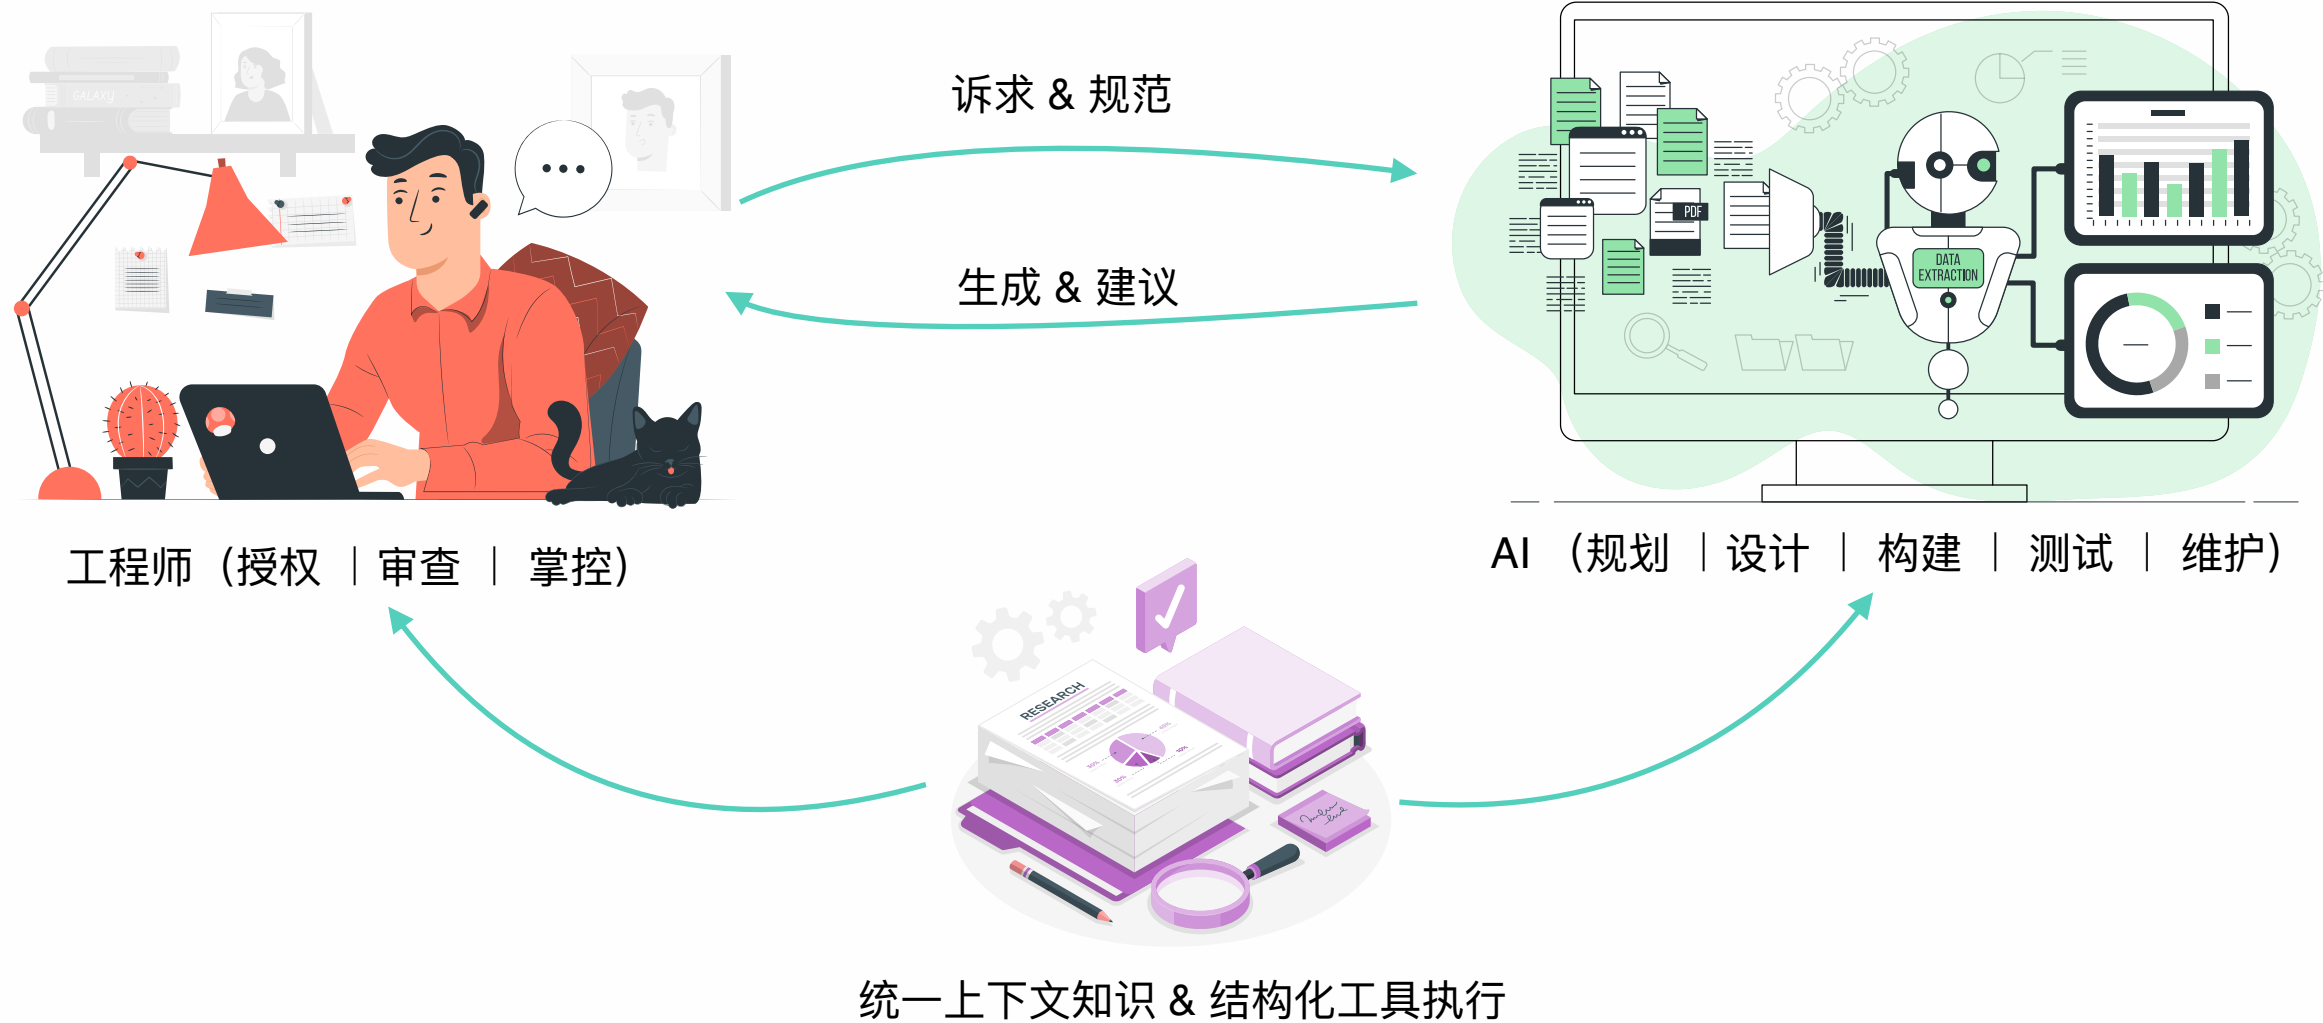 GALAXY
诉求 & 规范
生成 & 建议
PDF
DATA
EXTRACTION
工程师（授权 ｜审查 ｜ 掌控）
AI （规划 ｜设计 ｜ 构建 ｜ 测试 ｜ 维护）
RESEARCH
统一上下文知识 & 结构化工具执行